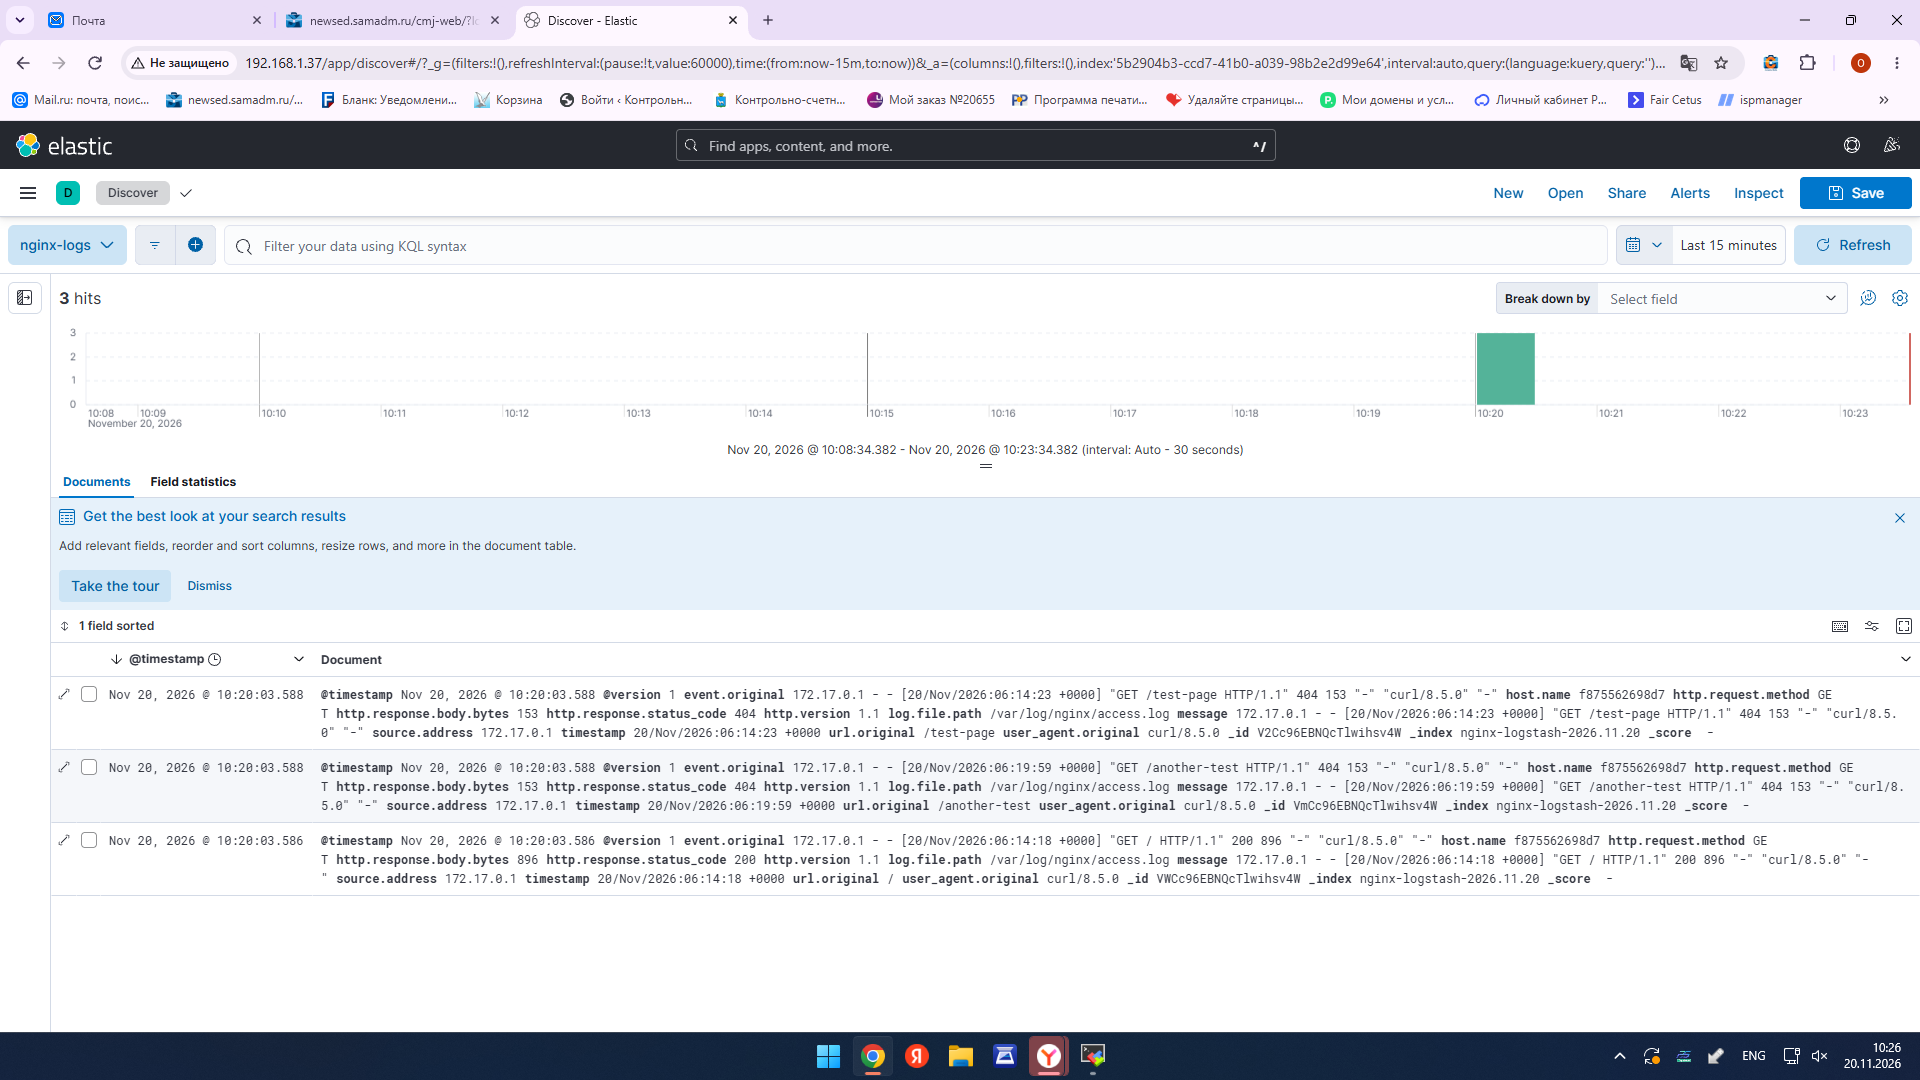 Почта
newsed.samadm.ru/cmj-web/?lo
Discover - Elastic
Не защищено
192.168.1.37/app/discover#/?_g=(filters:!(),refreshInterval:(pause:!t,value:60000),time:(from:now-15m,to:now))&_a=(columns:!(),filters:!(),index:'5b2904b3-ccd7-41b0-a039-98b2e2d99e64',interval:auto,query:(language:kuery,query:'')...
О
Mail.ru: почта, поис...
newsed.samadm.ru/...
Бланк: Уведомлени...
Корзина
Войти ‹ Контрольн...
Контрольно-счетн...
Мой заказ №20655
Программа печати...
Удаляйте страницы...
Мои домены и усл...
Личный кабинет Р...
Fair Cetus
ispmanager
elastic
Find apps, content, and more.
^/
D
Discover
New
Open
Share
Alerts
Inspect
Save
nginx-logs
Filter your data using KQL syntax
Last 15 minutes
Refresh
3 hits
Break down by
Select field
3
2
1
0
10:08 10:09 10:10 10:11 10:12 10:13 10:14 10:15 10:16 10:17 10:18 10:19 10:20 10:21 10:22 10:23
November 20, 2026
Nov 20, 2026 @ 10:08:34.382 - Nov 20, 2026 @ 10:23:34.382 (interval: Auto - 30 seconds)
Documents
Field statistics
Get the best look at your search results
Add relevant fields, reorder and sort columns, resize rows, and more in the document table.
Take the tour
Dismiss
1 field sorted
@timestamp
Document
Nov 20, 2026 @ 10:20:03.588
@timestamp Nov 20, 2026 @ 10:20:03.588 @version 1 event.original 172.17.0.1 - - [20/Nov/2026:06:14:23 +0000] "GET /test-page HTTP/1.1" 404 153 "-" "curl/8.5.0" "-" host.name f875562698d7 http.request.method GE
T http.response.body.bytes 153 http.response.status_code 404 http.version 1.1 log.file.path /var/log/nginx/access.log message 172.17.0.1 - - [20/Nov/2026:06:14:23 +0000] "GET /test-page HTTP/1.1" 404 153 "-" "curl/8.5.
0" "-" source.address 172.17.0.1 timestamp 20/Nov/2026:06:14:23 +0000 url.original /test-page user_agent.original curl/8.5.0 _id V2Cc96EBNQcTlwihsv4W _index nginx-logstash-2026.11.20 _score -
Nov 20, 2026 @ 10:20:03.588
@timestamp Nov 20, 2026 @ 10:20:03.588 @version 1 event.original 172.17.0.1 - - [20/Nov/2026:06:19:59 +0000] "GET /another-test HTTP/1.1" 404 153 "-" "curl/8.5.0" "-" host.name f875562698d7 http.request.method GE
T http.response.body.bytes 153 http.response.status_code 404 http.version 1.1 log.file.path /var/log/nginx/access.log message 172.17.0.1 - - [20/Nov/2026:06:19:59 +0000] "GET /another-test HTTP/1.1" 404 153 "-" "curl/8.
5.0" "-" source.address 172.17.0.1 timestamp 20/Nov/2026:06:19:59 +0000 url.original /another-test user_agent.original curl/8.5.0 _id VmCc96EBNQcTlwihsv4W _index nginx-logstash-2026.11.20 _score -
Nov 20, 2026 @ 10:20:03.586
@timestamp Nov 20, 2026 @ 10:20:03.586 @version 1 event.original 172.17.0.1 - - [20/Nov/2026:06:14:18 +0000] "GET / HTTP/1.1" 200 896 "-" "curl/8.5.0" "-" host.name f875562698d7 http.request.method GE
T http.response.body.bytes 896 http.response.status_code 200 http.version 1.1 log.file.path /var/log/nginx/access.log message 172.17.0.1 - - [20/Nov/2026:06:14:18 +0000] "GET / HTTP/1.1" 200 896 "-" "curl/8.5.0" "-
" source.address 172.17.0.1 timestamp 20/Nov/2026:06:14:18 +0000 url.original / user_agent.original curl/8.5.0 _id VWCc96EBNQcTlwihsv4W _index nginx-logstash-2026.11.20 _score -
ENG
10:26
20.11.2026